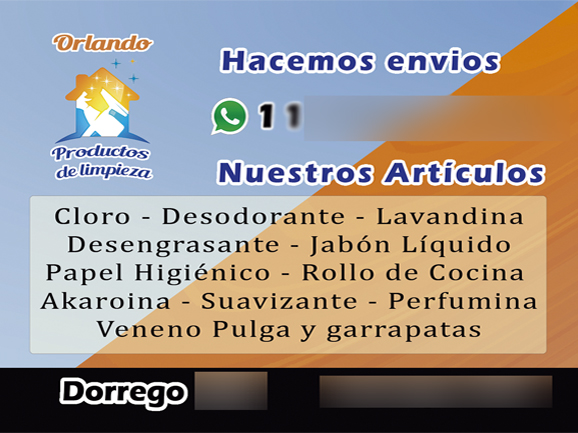 Orlando
Productos
de limpieza
Hacemos envios
11
Nuestros Artículos
Cloro - Desodorante - Lavandina
Desengrasante - Jabón Líquido
Papel Higiénico - Rollo de Cocina
Akaroina - Suavizante - Perfumina
Veneno Pulga y garrapatas
Dorrego